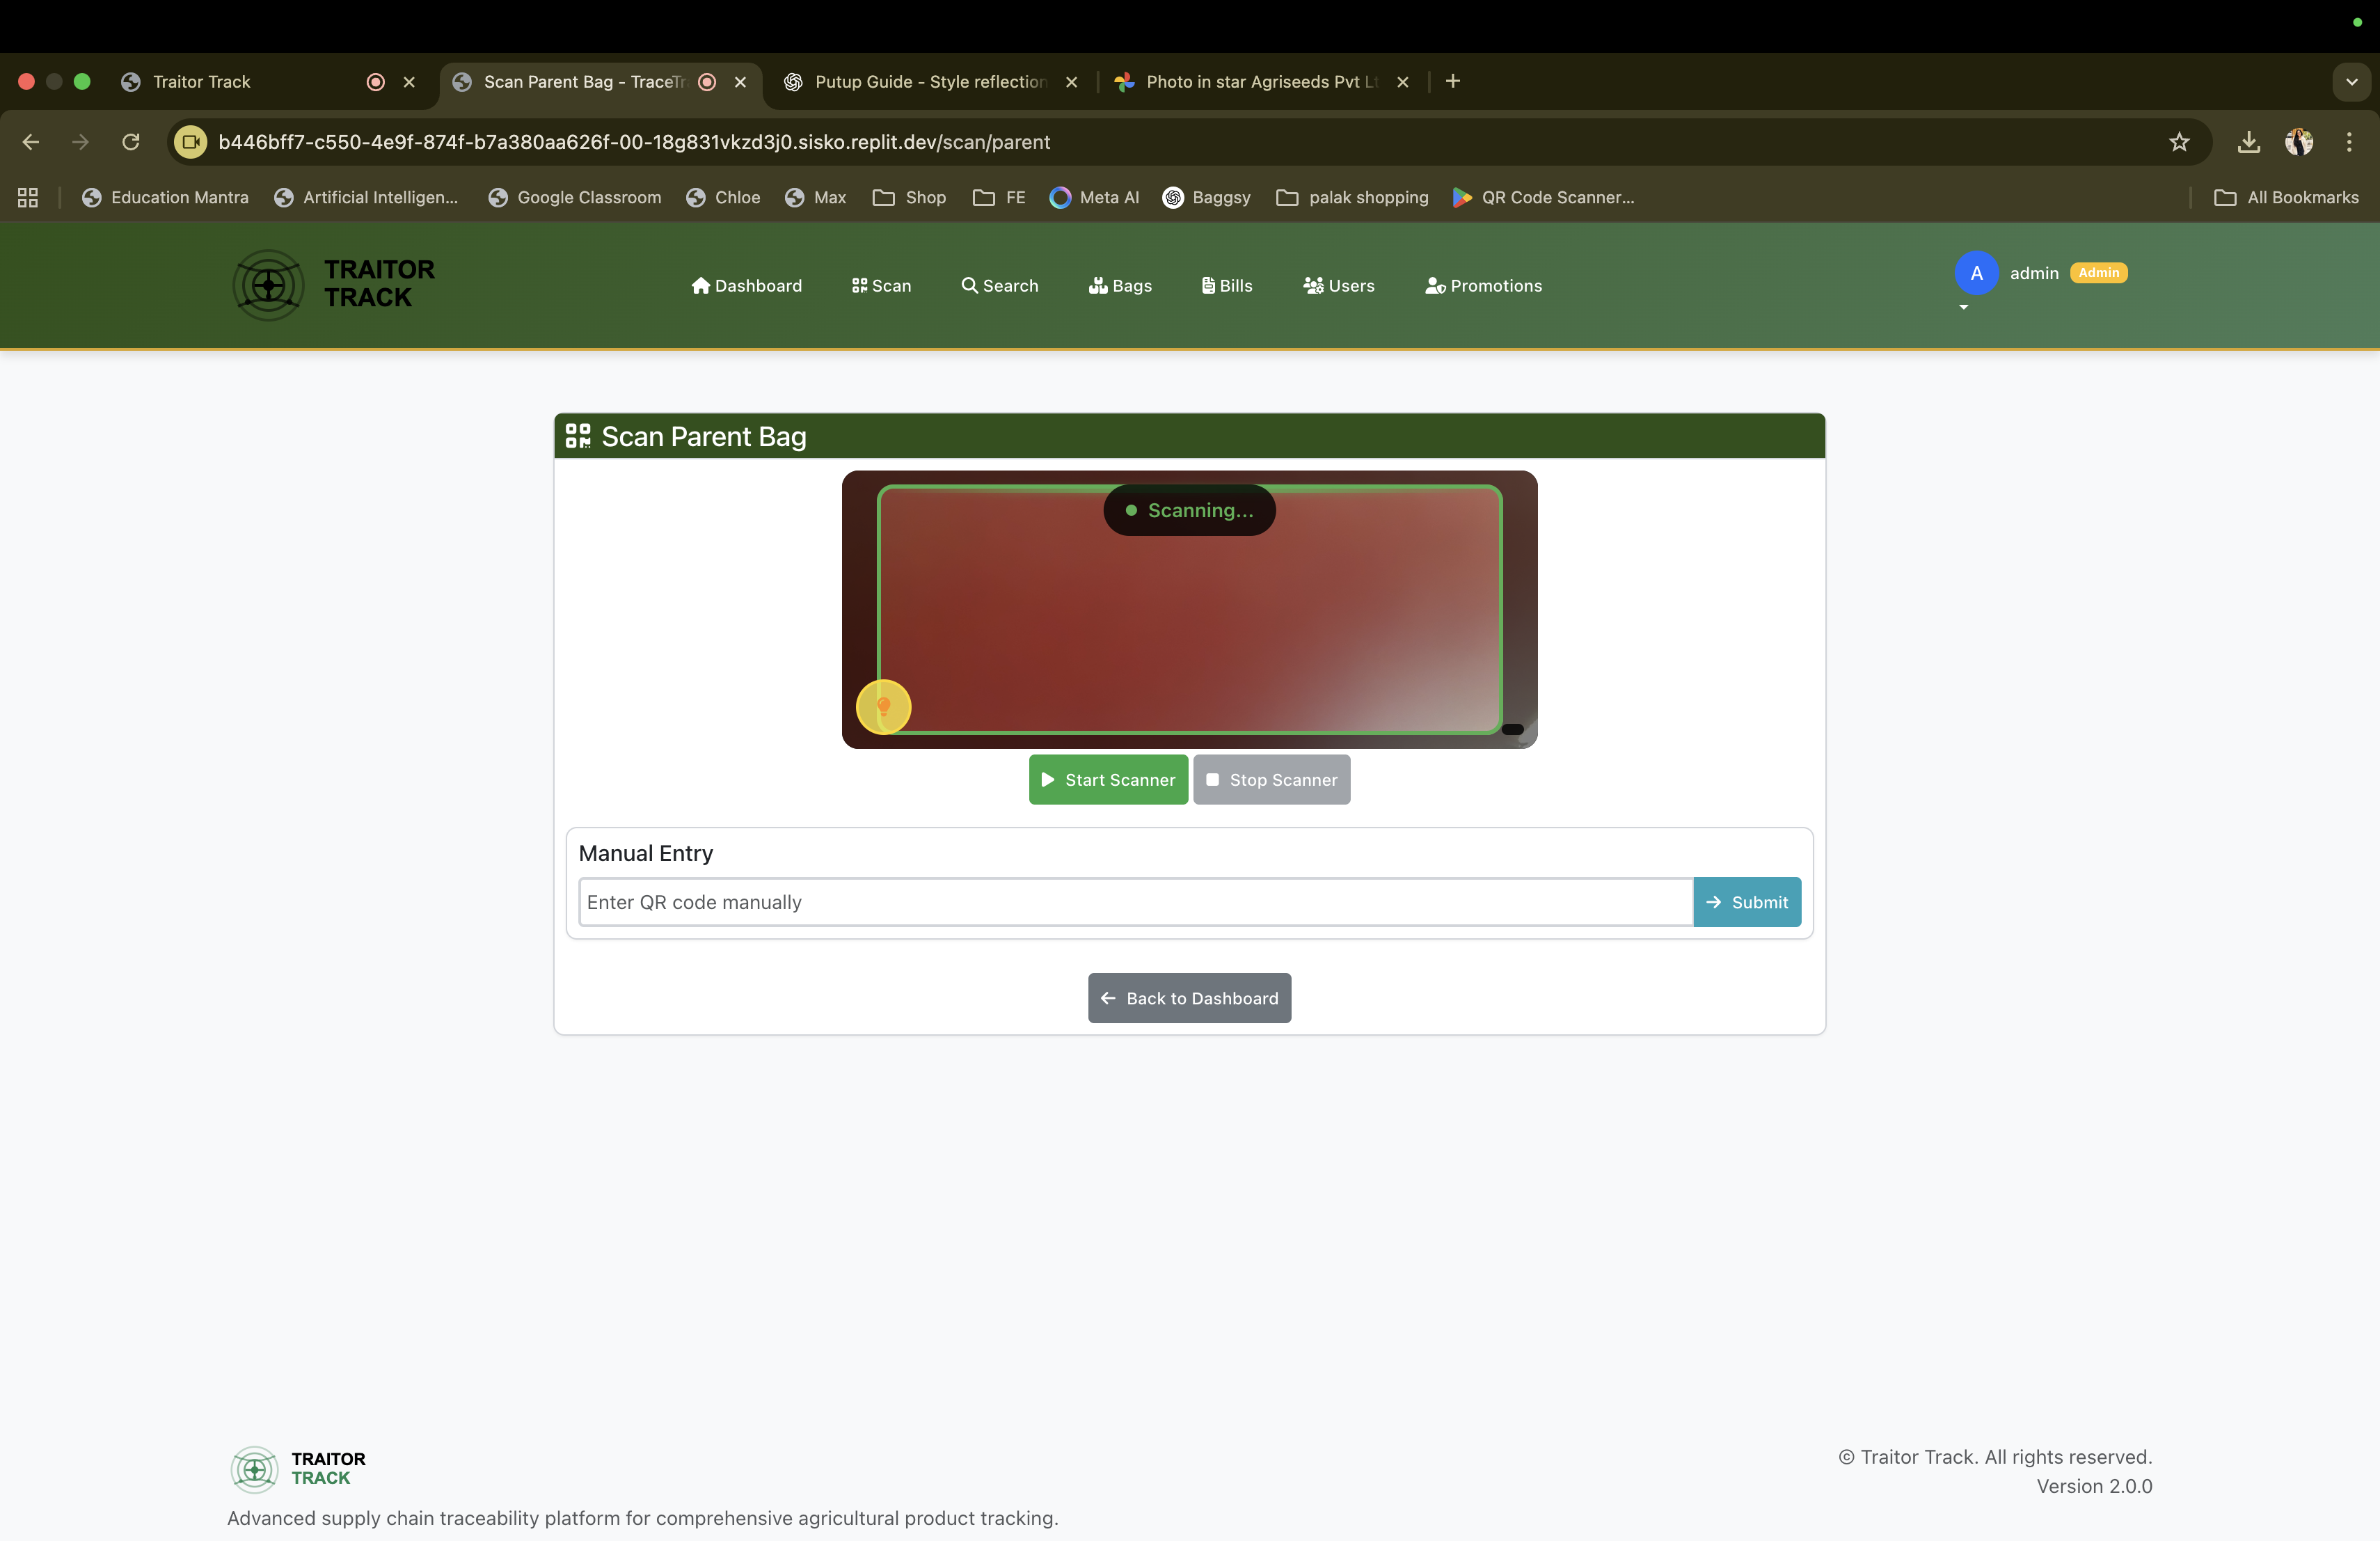 Traitor Track
Scan Parent Bag - TraceTr
Putup Guide - Style reflection
Photo in star Agriseeds Pvt Lt
b446bff7-c550-4e9f-874f-b7a380aa626f-00-18g831vkzd3j0.sisko.replit.dev/scan/parent
Education Mantra
Artificial Intelligen...
Google Classroom
Chloe
Max
Shop
FE
Meta AI
Baggsy
palak shopping
QR Code Scanner...
All Bookmarks
TRAITOR
TRACK
Dashboard
Scan
Search
Bags
Bills
Users
Promotions
A
admin
Admin
Scan Parent Bag
Scanning...
Start Scanner
Stop Scanner
Manual Entry
Enter QR code manually
Submit
Back to Dashboard
TRAITOR
TRACK
Advanced supply chain traceability platform for comprehensive agricultural product tracking.
© Traitor Track. All rights reserved.
Version 2.0.0